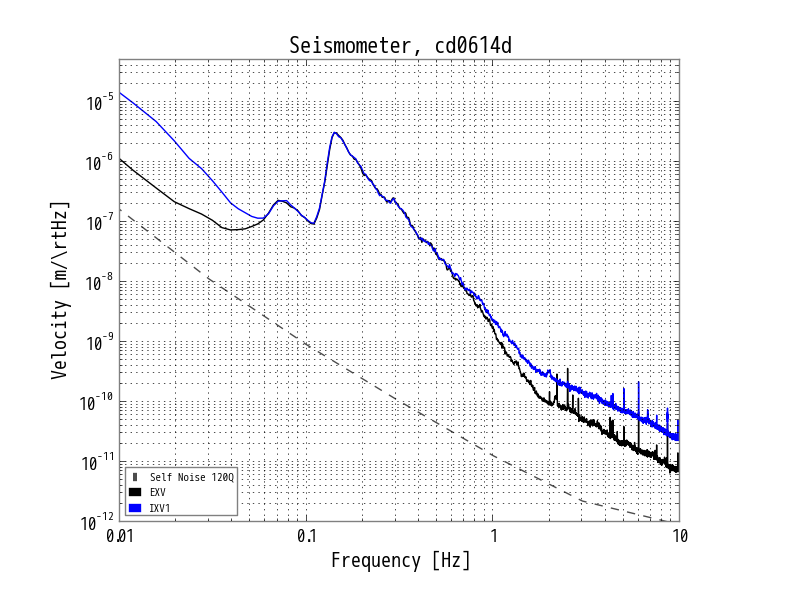 Seismometer, cd0614d
Velocity [m/\rtHz]
10^-5
10^-6
10^-7
10^-8
10^-9
10^-10
10^-11
10^-12
Self Noise 120Q
EXV
IXV1
0.01
0.1
1
10
Frequency [Hz]